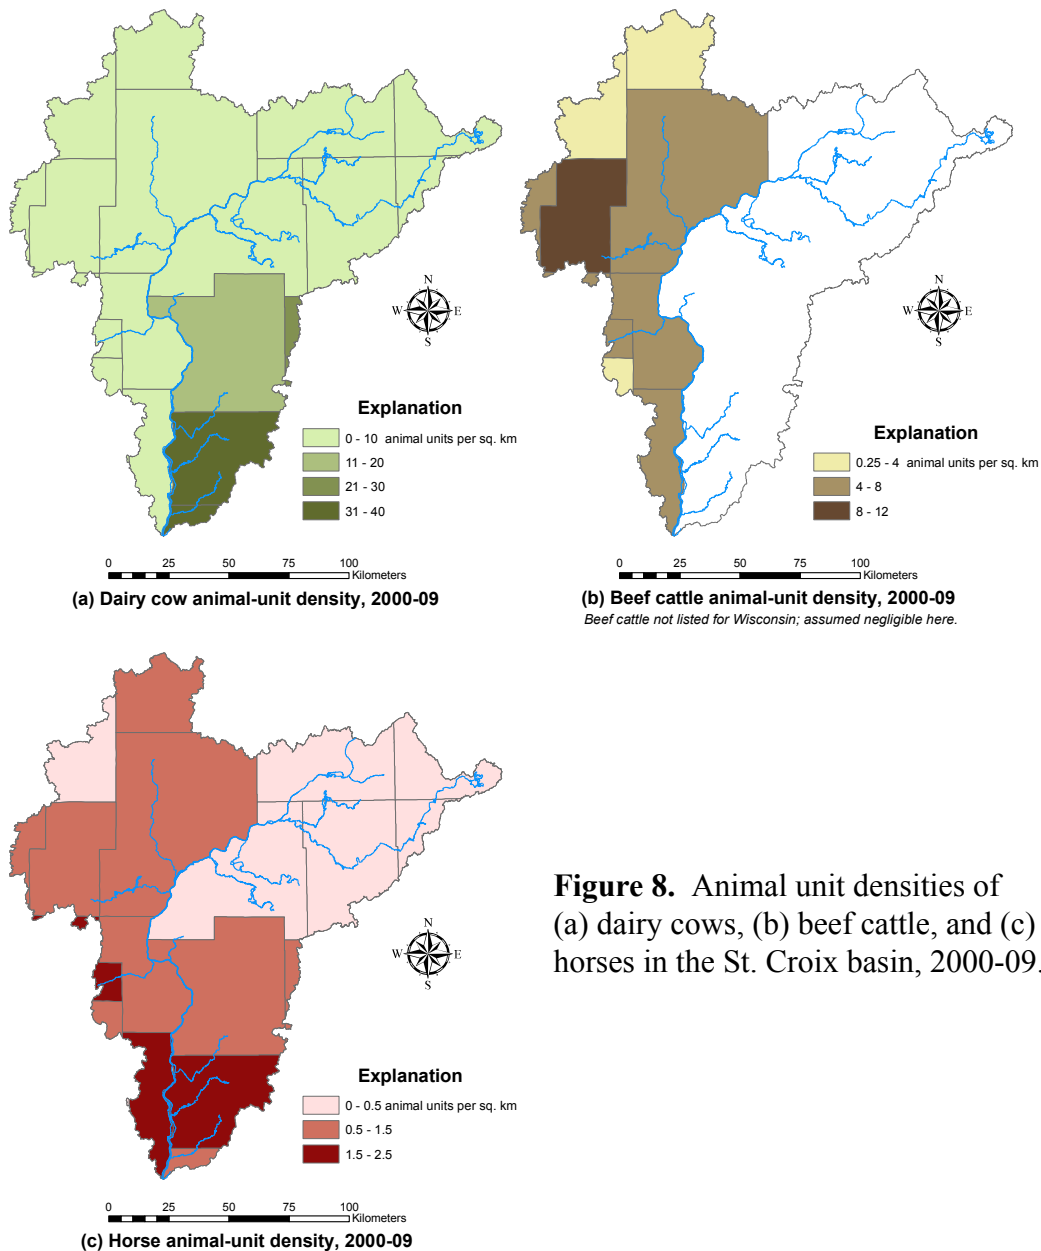 N
W
E
S
Explanation
0 - 10 animal units per sq. km
11 - 20
21 - 30
31 - 40
0 25 50 75 100
Kilometers
(a) Dairy cow animal-unit density, 2000-09
N
W
E
S
Explanation
0.25 - 4 animal units per sq. km
4 - 8
8 - 12
0 25 50 75 100
Kilometers
(b) Beef cattle animal-unit density, 2000-09
Beef cattle not listed for Wisconsin; assumed negligible here.
N
W
E
S
Explanation
0 - 0.5 animal units per sq. km
0.5 - 1.5
1.5 - 2.5
0 25 50 75 100
Kilometers
(c) Horse animal-unit density, 2000-09
Figure 8. Animal unit densities of
(a) dairy cows, (b) beef cattle, and (c)
horses in the St. Croix basin, 2000-09.